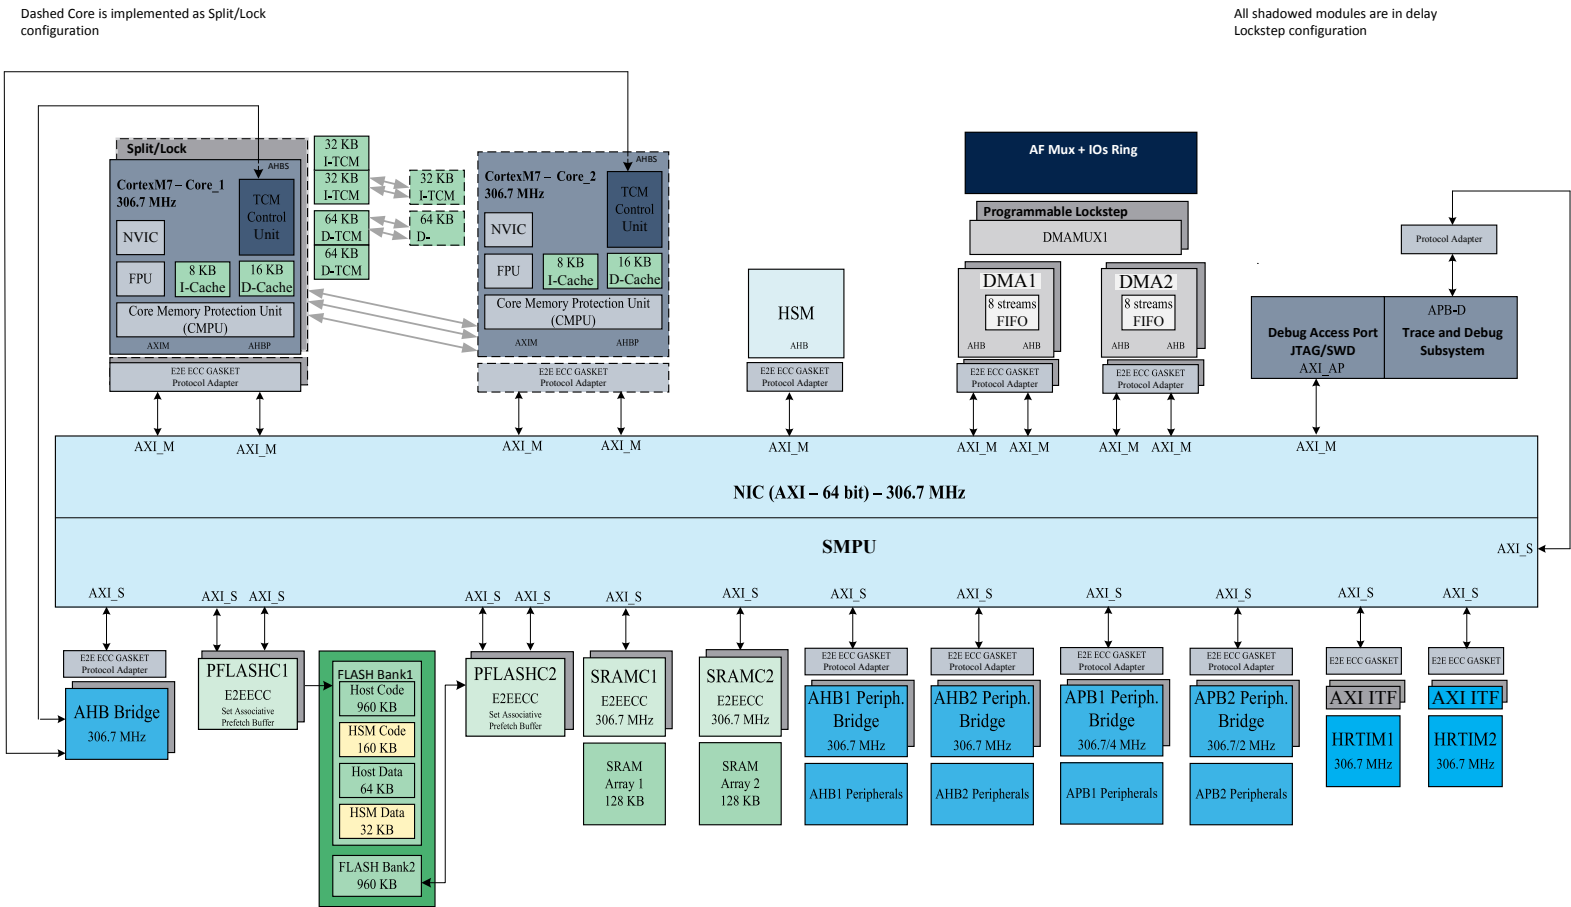 Dashed Core is implemented as Split/Lock
configuration
All shadowed modules are in delay
Lockstep configuration
Split/Lock
AHBS
CortexM7 – Core_1
306.7 MHz
TCM
Control
Unit
NVIC
FPU
8 KB
I-Cache
16 KB
D-Cache
Core Memory Protection Unit
(CMPU)
AXIM
AHBP
E2E ECC GASKET
Protocol Adapter
32 KB
I-TCM
32 KB
I-TCM
64 KB
D-TCM
64 KB
D-TCM
32 KB
I-TCM
64 KB
D-
AHBS
CortexM7 – Core_2
306.7 MHz
TCM
Control
Unit
NVIC
FPU
8 KB
I-Cache
16 KB
D-Cache
Core Memory Protection Unit
(CMPU)
AXIM
AHBP
E2E ECC GASKET
Protocol Adapter
HSM
AHB
E2E ECC GASKET
Protocol Adapter
AF Mux + IOs Ring
Programmable Lockstep
DMAMUX1
DMA1
8 streams
FIFO
AHB
AHB
E2E ECC GASKET
Protocol Adapter
DMA2
8 streams
FIFO
AHB
AHB
E2E ECC GASKET
Protocol Adapter
Protocol Adapter
Debug Access Port
JTAG/SWD
AXI_AP
APB-D
Trace and Debug
Subsystem
AXI_M
AXI_M
AXI_M
AXI_M
AXI_M
AXI_M
AXI_M
AXI_M
AXI_M
AXI_M
NIC (AXI – 64 bit) – 306.7 MHz
SMPU
AXI_S
AXI_S
AXI_S
AXI_S
AXI_S
AXI_S
AXI_S
AXI_S
AXI_S
AXI_S
AXI_S
AXI_S
AXI_S
AXI_S
E2E ECC GASKET
Protocol Adapter
AHB Bridge
306.7 MHz
PFLASHC1
E2EECC
Set Associative
Prefetch Buffer
FLASH Bank1
Host Code
960 KB
HSM Code
160 KB
Host Data
64 KB
HSM Data
32 KB
FLASH Bank2
960 KB
PFLASHC2
E2EECC
Set Associative
Prefetch Buffer
SRAMC1
E2EECC
306.7 MHz
SRAM
Array 1
128 KB
SRAMC2
E2EECC
306.7 MHz
SRAM
Array 2
128 KB
E2E ECC GASKET
Protocol Adapter
AHB1 Periph.
Bridge
306.7 MHz
AHB1 Peripherals
E2E ECC GASKET
Protocol Adapter
AHB2 Periph.
Bridge
306.7 MHz
AHB2 Peripherals
E2E ECC GASKET
Protocol Adapter
APB1 Periph.
Bridge
306.7/4 MHz
APB1 Peripherals
E2E ECC GASKET
Protocol Adapter
APB2 Periph.
Bridge
306.7/2 MHz
APB2 Peripherals
E2E ECC GASKET
AXI ITF
HRTIM1
306.7 MHz
E2E ECC GASKET
AXI ITF
HRTIM2
306.7 MHz